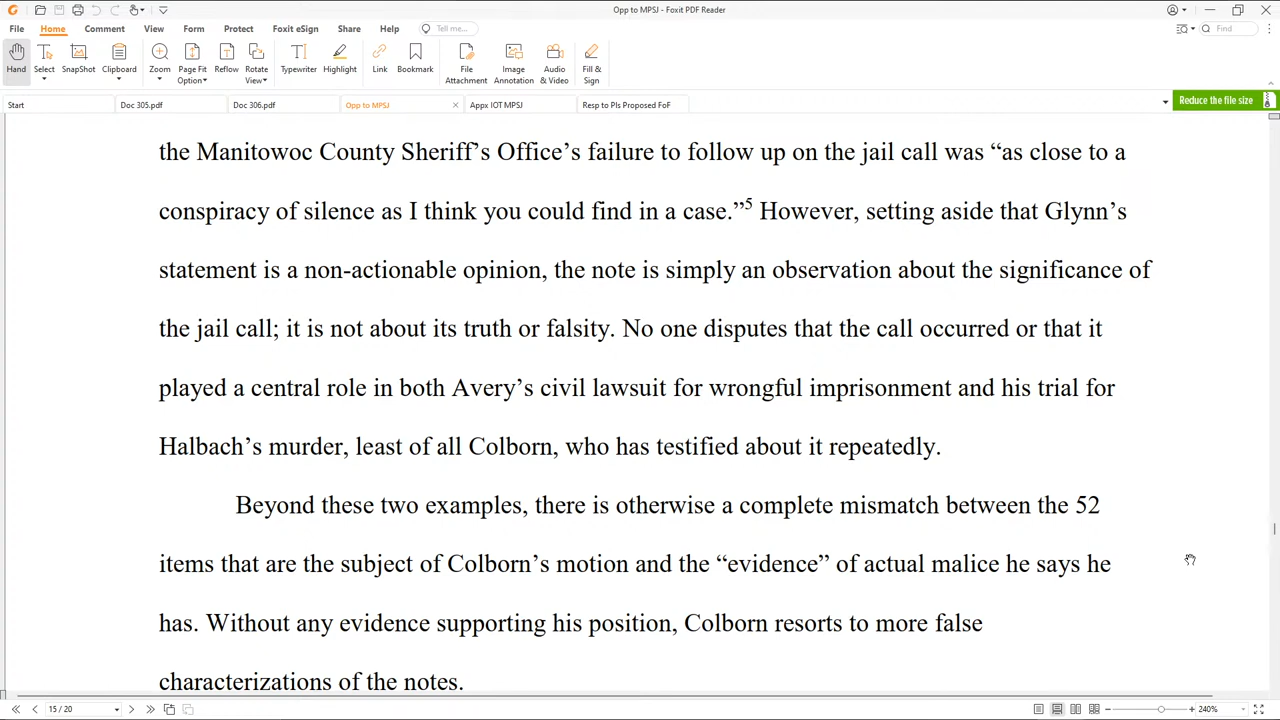 Opp to MPSJ - Foxit PDF Reader
File Home Comment View Form Protect Foxit eSign Share Help Tell me... Find
Hand Select SnapShot Clipboard Zoom Page Fit Option Reflow Rotate View Typewriter Highlight Link Bookmark File Attachment Image Annotation Audio & Video Fill & Sign
Start Doc 305.pdf Doc 306.pdf Opp to MPSJ Appx IOT MPSJ Resp to Pls Proposed FoF Reduce the file size
the Manitowoc County Sheriff’s Office’s failure to follow up on the jail call was “as close to a
conspiracy of silence as I think you could find in a case.”5 However, setting aside that Glynn’s
statement is a non-actionable opinion, the note is simply an observation about the significance of
the jail call; it is not about its truth or falsity. No one disputes that the call occurred or that it
played a central role in both Avery’s civil lawsuit for wrongful imprisonment and his trial for
Halbach’s murder, least of all Colborn, who has testified about it repeatedly.
Beyond these two examples, there is otherwise a complete mismatch between the 52
items that are the subject of Colborn’s motion and the “evidence” of actual malice he says he
has. Without any evidence supporting his position, Colborn resorts to more false
characterizations of the notes.
15 / 20 240%